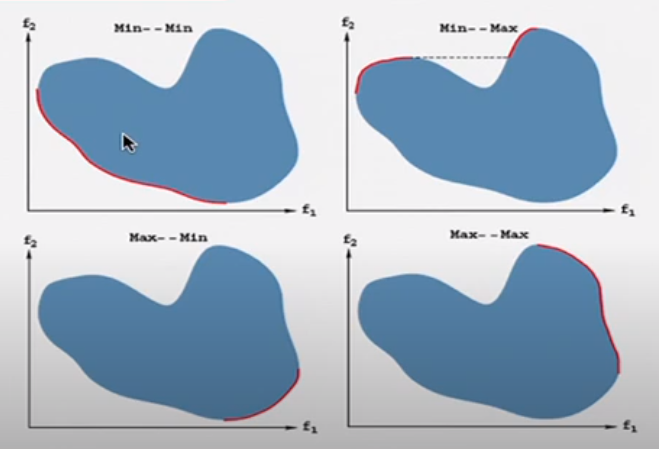 f₂ Min--Min
f₁
f₂ Min--Max
f₁
f₂ Max--Min
f₁
f₂ Max--Max
f₁